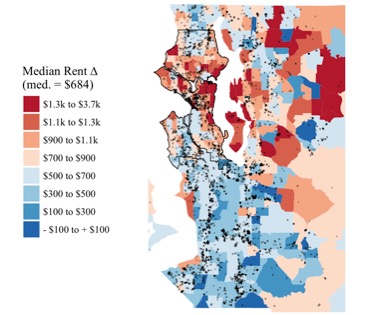 Median Rent Δ
(med. = $684)
$1.3k to $3.7k
$1.1k to $1.3k
$900 to $1.1k
$700 to $900
$500 to $700
$300 to $500
$100 to $300
- $100 to + $100